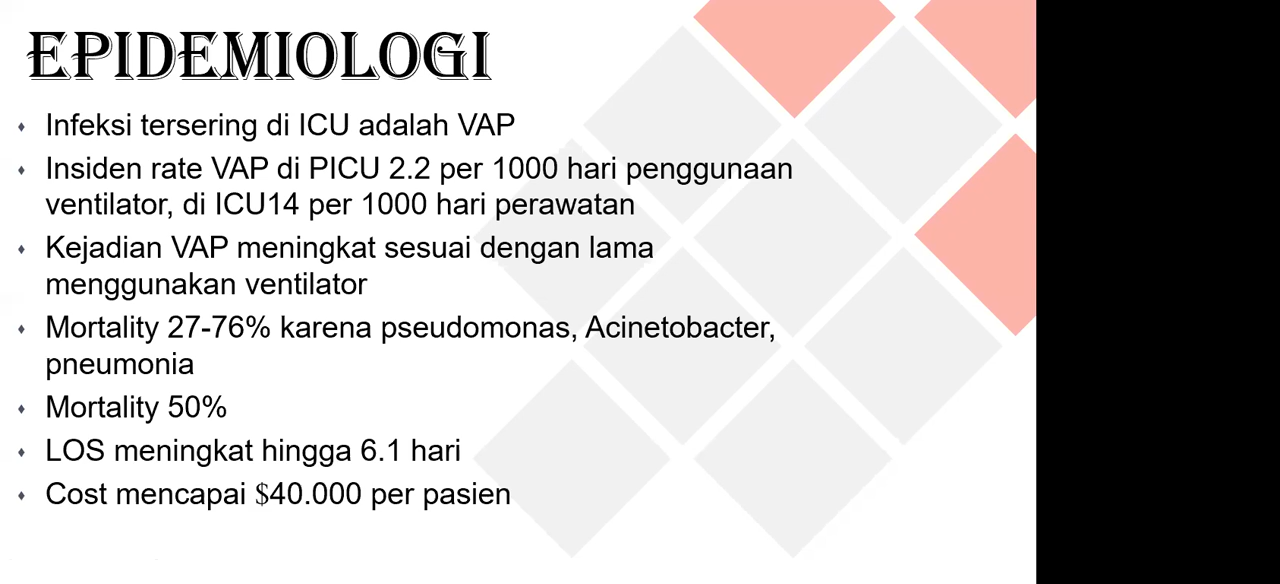 EPIDEMIOLOGI
Infeksi tersering di ICU adalah VAP
Insiden rate VAP di PICU 2.2 per 1000 hari penggunaan
ventilator, di ICU14 per 1000 hari perawatan
Kejadian VAP meningkat sesuai dengan lama
menggunakan ventilator
Mortality 27-76% karena pseudomonas, Acinetobacter,
pneumonia
Mortality 50%
LOS meningkat hingga 6.1 hari
Cost mencapai $40.000 per pasien